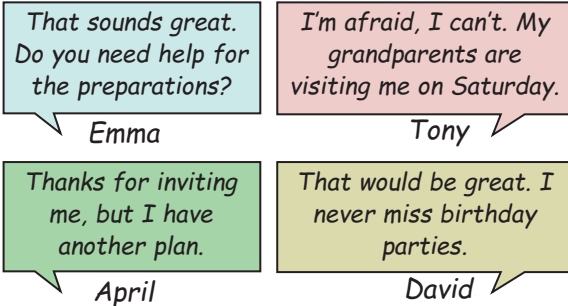 That sounds great.
Do you need help for
the preparations?
Emma
I'm afraid, I can't. My
grandparents are
visiting me on Saturday.
Tony
Thanks for inviting
me, but I have
another plan.
April
That would be great. I
never miss birthday
parties.
David